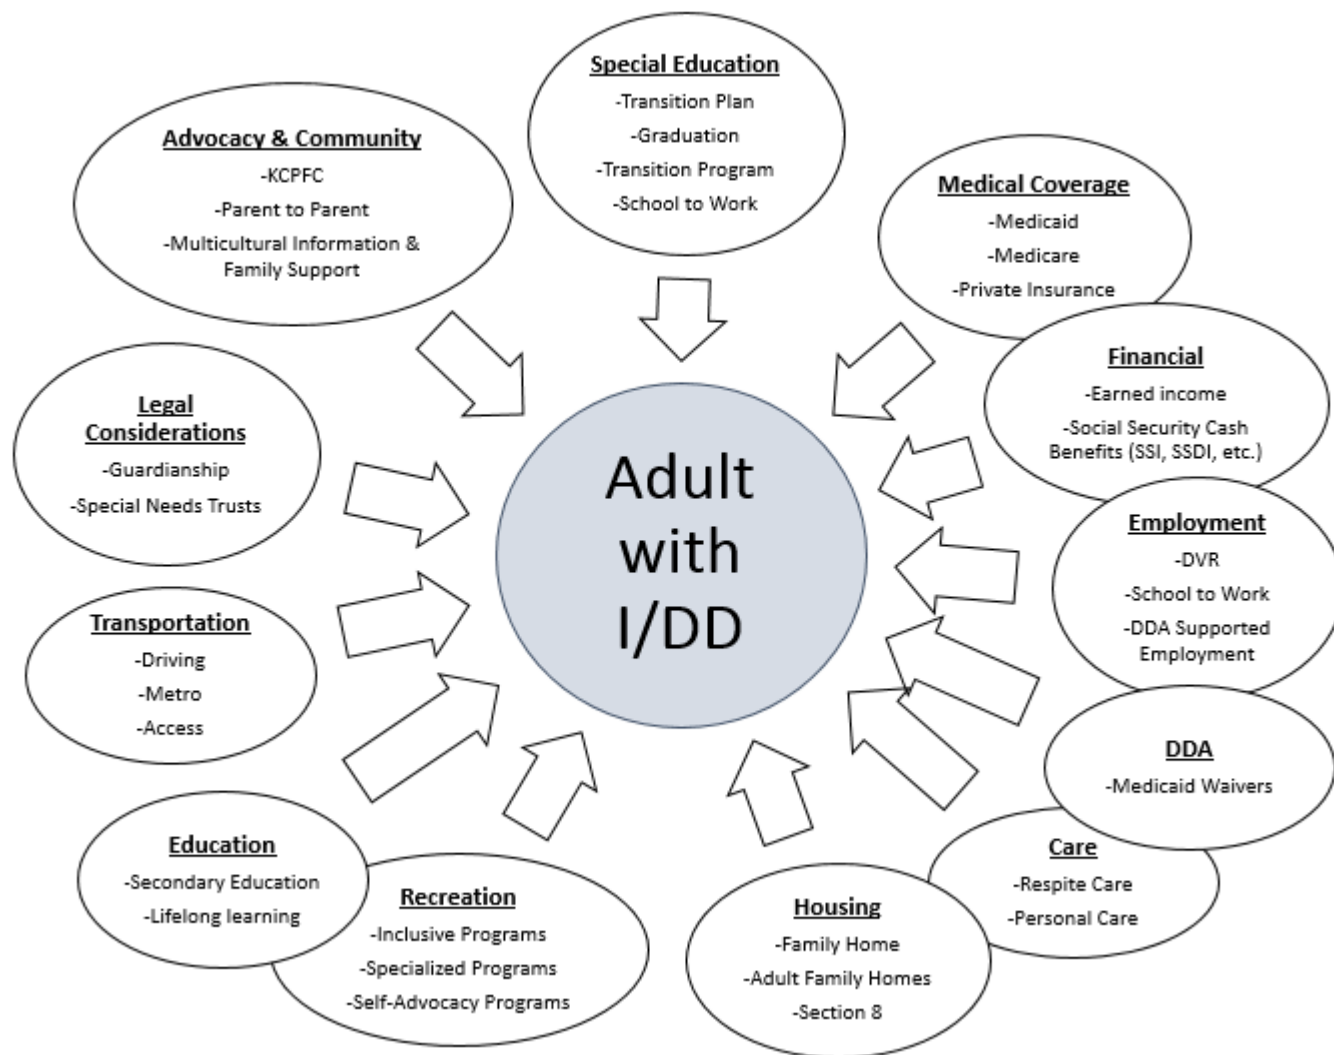 Special Education
-Transition Plan
-Graduation
-Transition Program
-School to Work
Advocacy & Community
-KCPFC
-Parent to Parent
-Multicultural Information &
Family Support
Medical Coverage
-Medicaid
-Medicare
-Private Insurance
Financial
-Earned income
-Social Security Cash
Benefits (SSI, SSDI, etc.)
Legal
Considerations
-Guardianship
-Special Needs Trusts
Adult
with
I/DD
Employment
-DVR
-School to Work
-DDA Supported
Employment
Transportation
-Driving
-Metro
-Access
DDA
-Medicaid Waivers
Education
-Secondary Education
-Lifelong learning
Recreation
-Inclusive Programs
-Specialized Programs
-Self-Advocacy Programs
Housing
-Family Home
-Adult Family Homes
-Section 8
Care
-Respite Care
-Personal Care